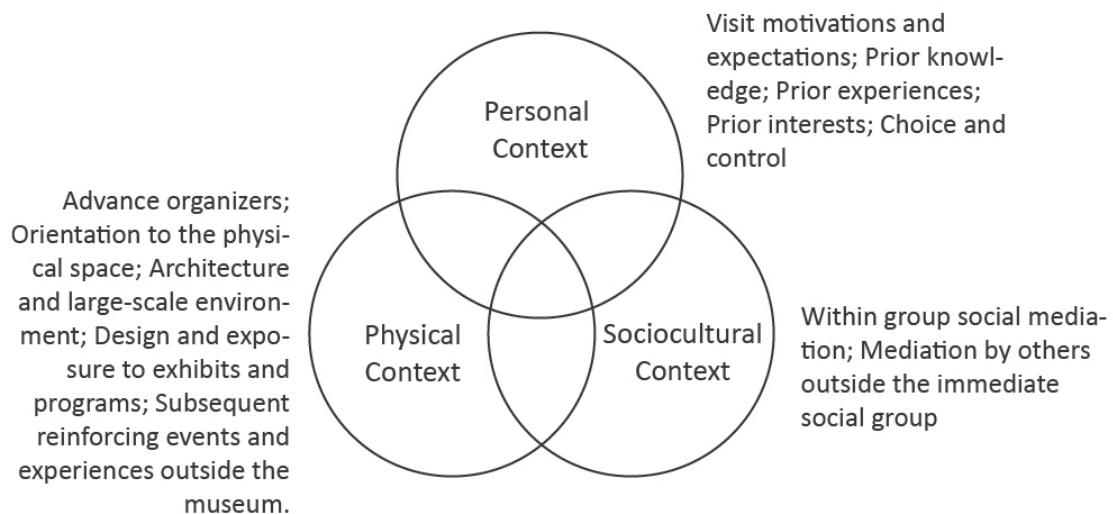 Visit motivations and
expectations; Prior knowl-
edge; Prior experiences;
Prior interests; Choice and
control
Personal
Context
Advance organizers;
Orientation to the physi-
cal space; Architecture
and large-scale environ-
ment; Design and expo-
sure to exhibits and
programs; Subsequent
reinforcing events and
experiences outside the
museum.
Physical
Context
Sociocultural
Context
Within group social media-
tion; Mediation by others
outside the immediate
social group